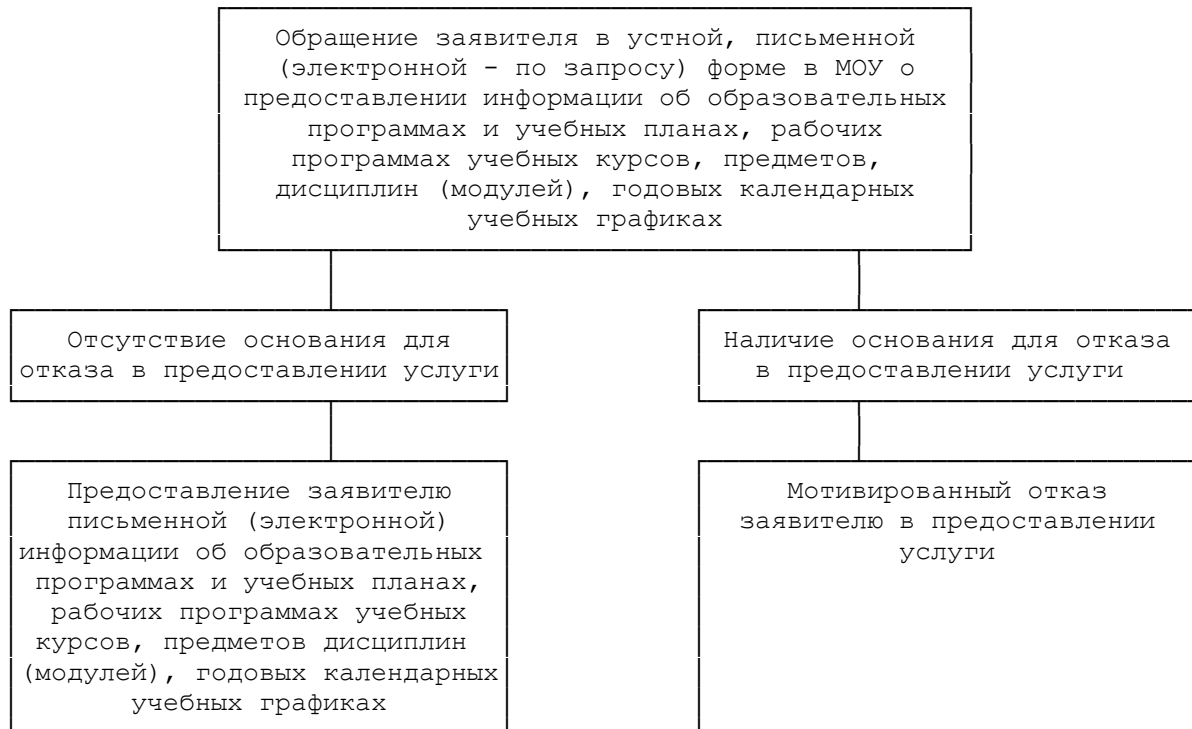 Обращение заявителя в устной, письменной
(электронной - по запросу) форме в МОУ о
предоставлении информации об образовательных
программах и учебных планах, рабочих
программах учебных курсов, предметов,
дисциплин (модулей), годовых календарных
учебных графиках
Отсутствие основания для
отказа в предоставлении услуги
Наличие основания для отказа
в предоставлении услуги
Предоставление заявителю
письменной (электронной)
информации об образовательных
программах и учебных планах,
рабочих программах учебных
курсов, предметов дисциплин
(модулей), годовых календарных
учебных графиках
Мотивированный отказ
заявителю в предоставлении
услуги